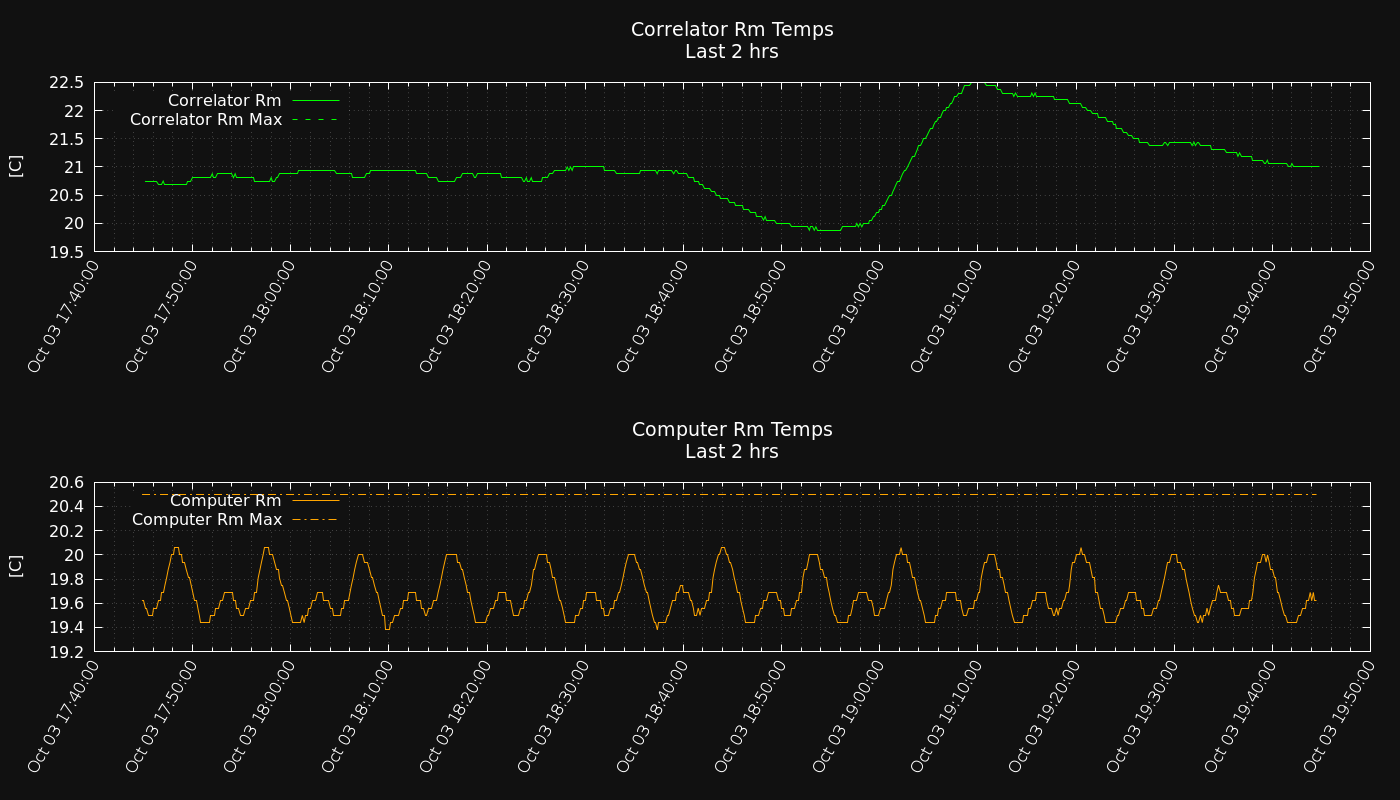 Correlator Rm Temps
Last 2 hrs
22.5
22
21.5
21
20.5
20
19.5
[C]
Correlator Rm
Correlator Rm Max
Oct 03 17:40:00
Oct 03 17:50:00
Oct 03 18:00:00
Oct 03 18:10:00
Oct 03 18:20:00
Oct 03 18:30:00
Oct 03 18:40:00
Oct 03 18:50:00
Oct 03 19:00:00
Oct 03 19:10:00
Oct 03 19:20:00
Oct 03 19:30:00
Oct 03 19:40:00
Oct 03 19:50:00
Computer Rm Temps
Last 2 hrs
20.6
20.4
20.2
20
19.8
19.6
19.4
19.2
[C]
Computer Rm
Computer Rm Max
Oct 03 17:40:00
Oct 03 17:50:00
Oct 03 18:00:00
Oct 03 18:10:00
Oct 03 18:20:00
Oct 03 18:30:00
Oct 03 18:40:00
Oct 03 18:50:00
Oct 03 19:00:00
Oct 03 19:10:00
Oct 03 19:20:00
Oct 03 19:30:00
Oct 03 19:40:00
Oct 03 19:50:00